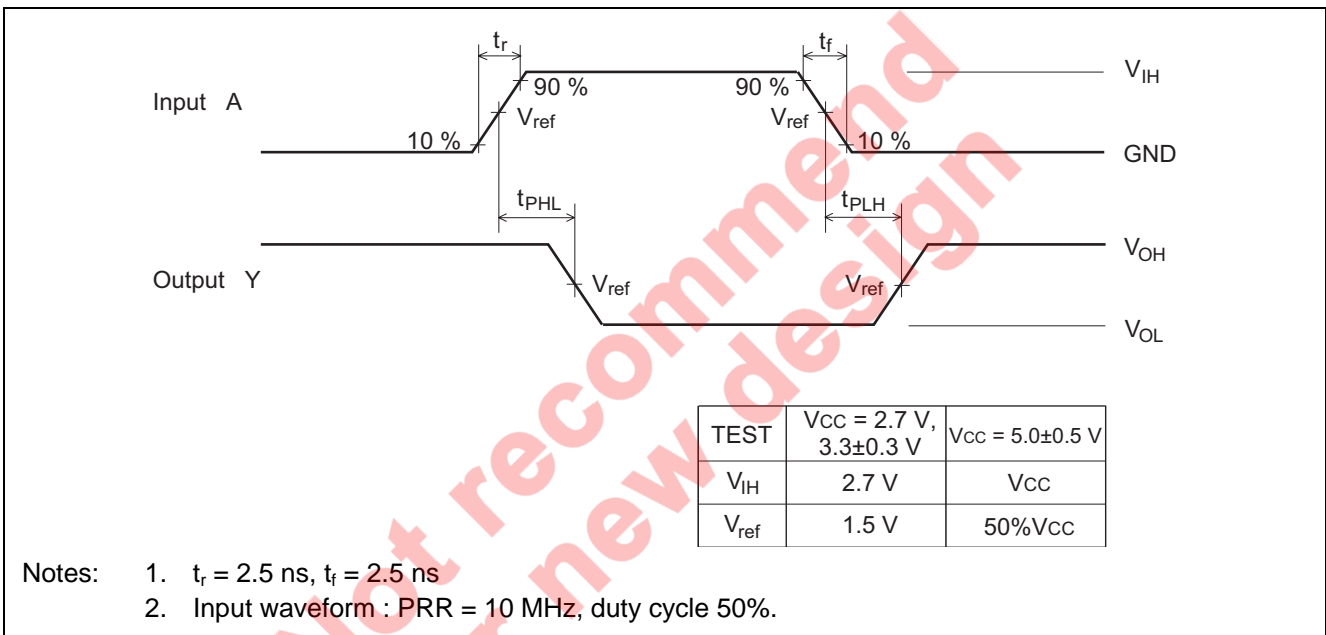 tr
tf
90 %
90 %
VIH
Input A
Vref
Vref
10 %
10 %
GND
tPHL
tPLH
VOH
Output Y
Vref
Vref
VOL
TEST
VCC = 2.7 V,
3.3±0.3 V
VCC = 5.0±0.5 V
VIH
2.7 V
VCC
Vref
1.5 V
50%VCC
Notes: 1. tr = 2.5 ns, tf = 2.5 ns
2. Input waveform : PRR = 10 MHz, duty cycle 50%.
Not recommend
for new design